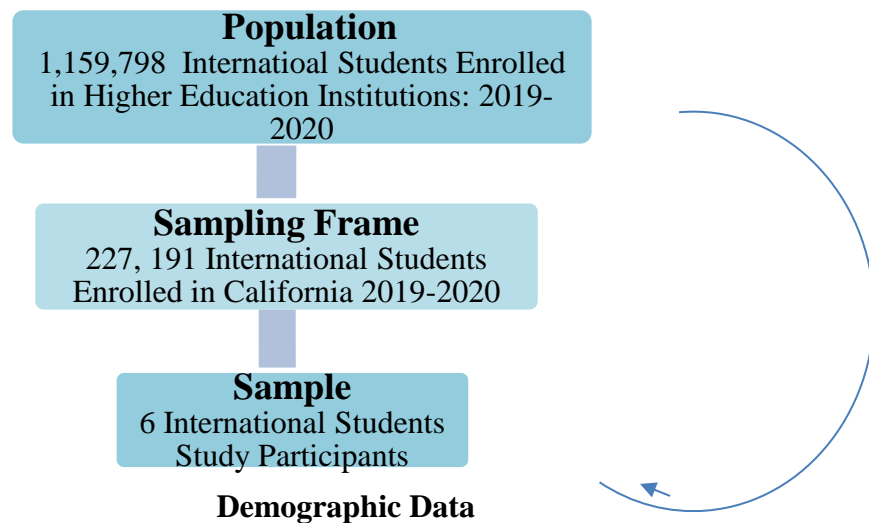 Population
1,159,798 Internatioal Students Enrolled
in Higher Education Institutions: 2019-
2020
Sampling Frame
227, 191 International Students
Enrolled in California 2019-2020
Sample
6 International Students
Study Participants
Demographic Data